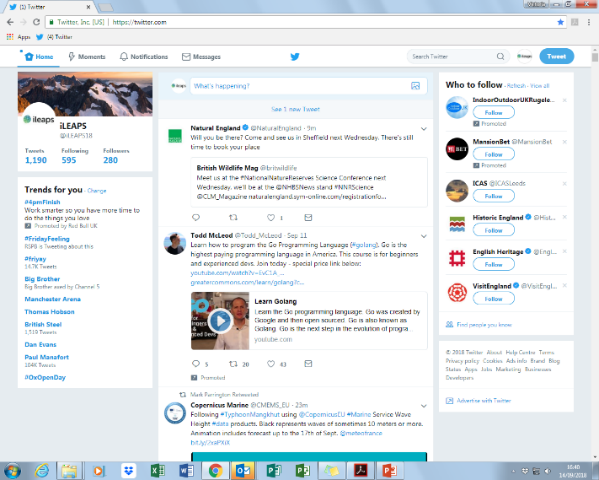 (1) Twitter
Twitter, Inc. [US] | https://twitter.com
Apps (4) Twitter
Home Moments Notifications Messages Search Twitter Tweet
ileaps
iLEAPS
@iLEAPS18
Tweets Following Followers
1,190 595 280
Trends for you · Change
#4pmFinish
Work smarter so you have more time to
do the things you love
Promoted by Red Bull UK
#FridayFeeling
RSPB is Tweeting about this
#friyay
14.7K Tweets
Big Brother
Big Brother axed by Channel 5
Manchester Arena
Thomas Hobson
British Steel
1,519 Tweets
Dan Evans
Paul Manafort
184K Tweets
#OxOpenDay
What's happening?
See 1 new Tweet
Natural England @NaturalEngland · 9m
Will you be there? Come and see us in Sheffield next Wednesday. There's still
time to book your place
British Wildlife Mag @britwildlife
Meet us at the #NationalNatureReserves Science Conference next
Wednesday, we'll be at the @NHBSNews stand #NNRScience
@CLM_Magazine naturalengland.sym-online.com/registrationfo...
1
Todd McLeod @Todd_McLeod · Sep 11
Learn how to program the Go Programming Language (#golang). Go is the
highest paying programming language in America. This course is for beginners
and experienced devs. Join today - special price link below:
greatercommons.com/learn/golang?r...
Learn Golang
Learn the Go programming language. Go was created by
Google and then open sourced. Go is also known as
Golang. Go is the next step in the evolution of progra...
youtube.com
5 20 43
Promoted
Mark Barrington Retweeted
Copernicus Marine @CMEMS_EU · 23m
Following #TyphoonMangkhut using @CopernicusEU #Marine Service Wave
Height #data products. Black represents waves of sometimes 10 meters or more.
Animation includes forecast up to the 17th of Sept. @meteofrance
Who to follow · Refresh · View all
IndoorOutdoorUKRugele...
Follow
Promoted
MansionBet @MansionBet
Follow
Promoted
ICAS @ICASLeeds
Follow
Historic England @Hist...
Follow
English Heritage @Engl...
Follow
VisitEngland @VisitEng...
Follow
Find people you know
© 2018 Twitter About Help Center Terms
Privacy policy Cookies Ads info Brand Blog
Status Apps Jobs Marketing Businesses
Developers
Advertise with Twitter
16:40
14/09/2018